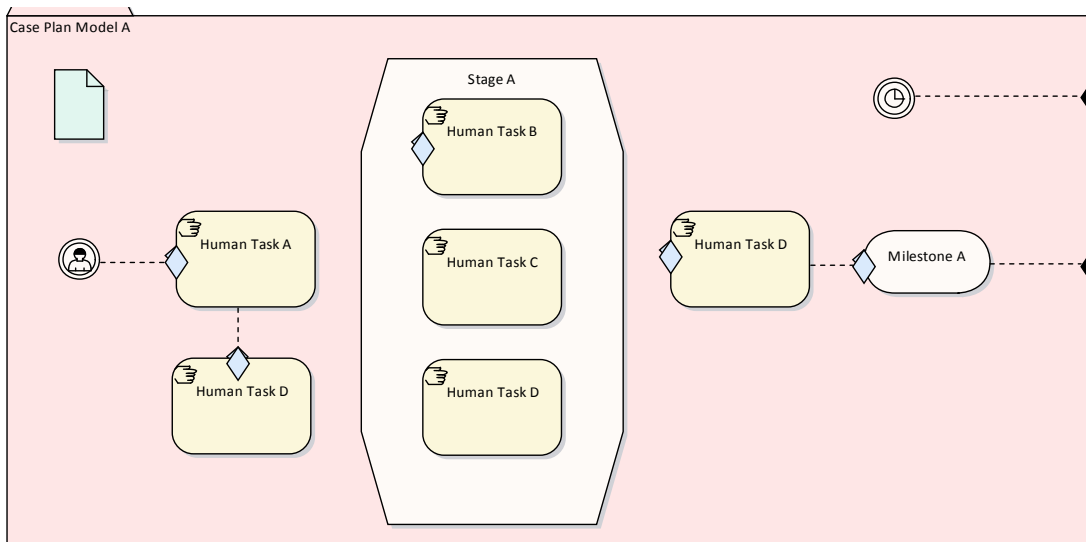 Case Plan Model A
Stage A
Human Task B
Human Task A
Human Task C
Human Task D
Milestone A
Human Task D
Human Task D